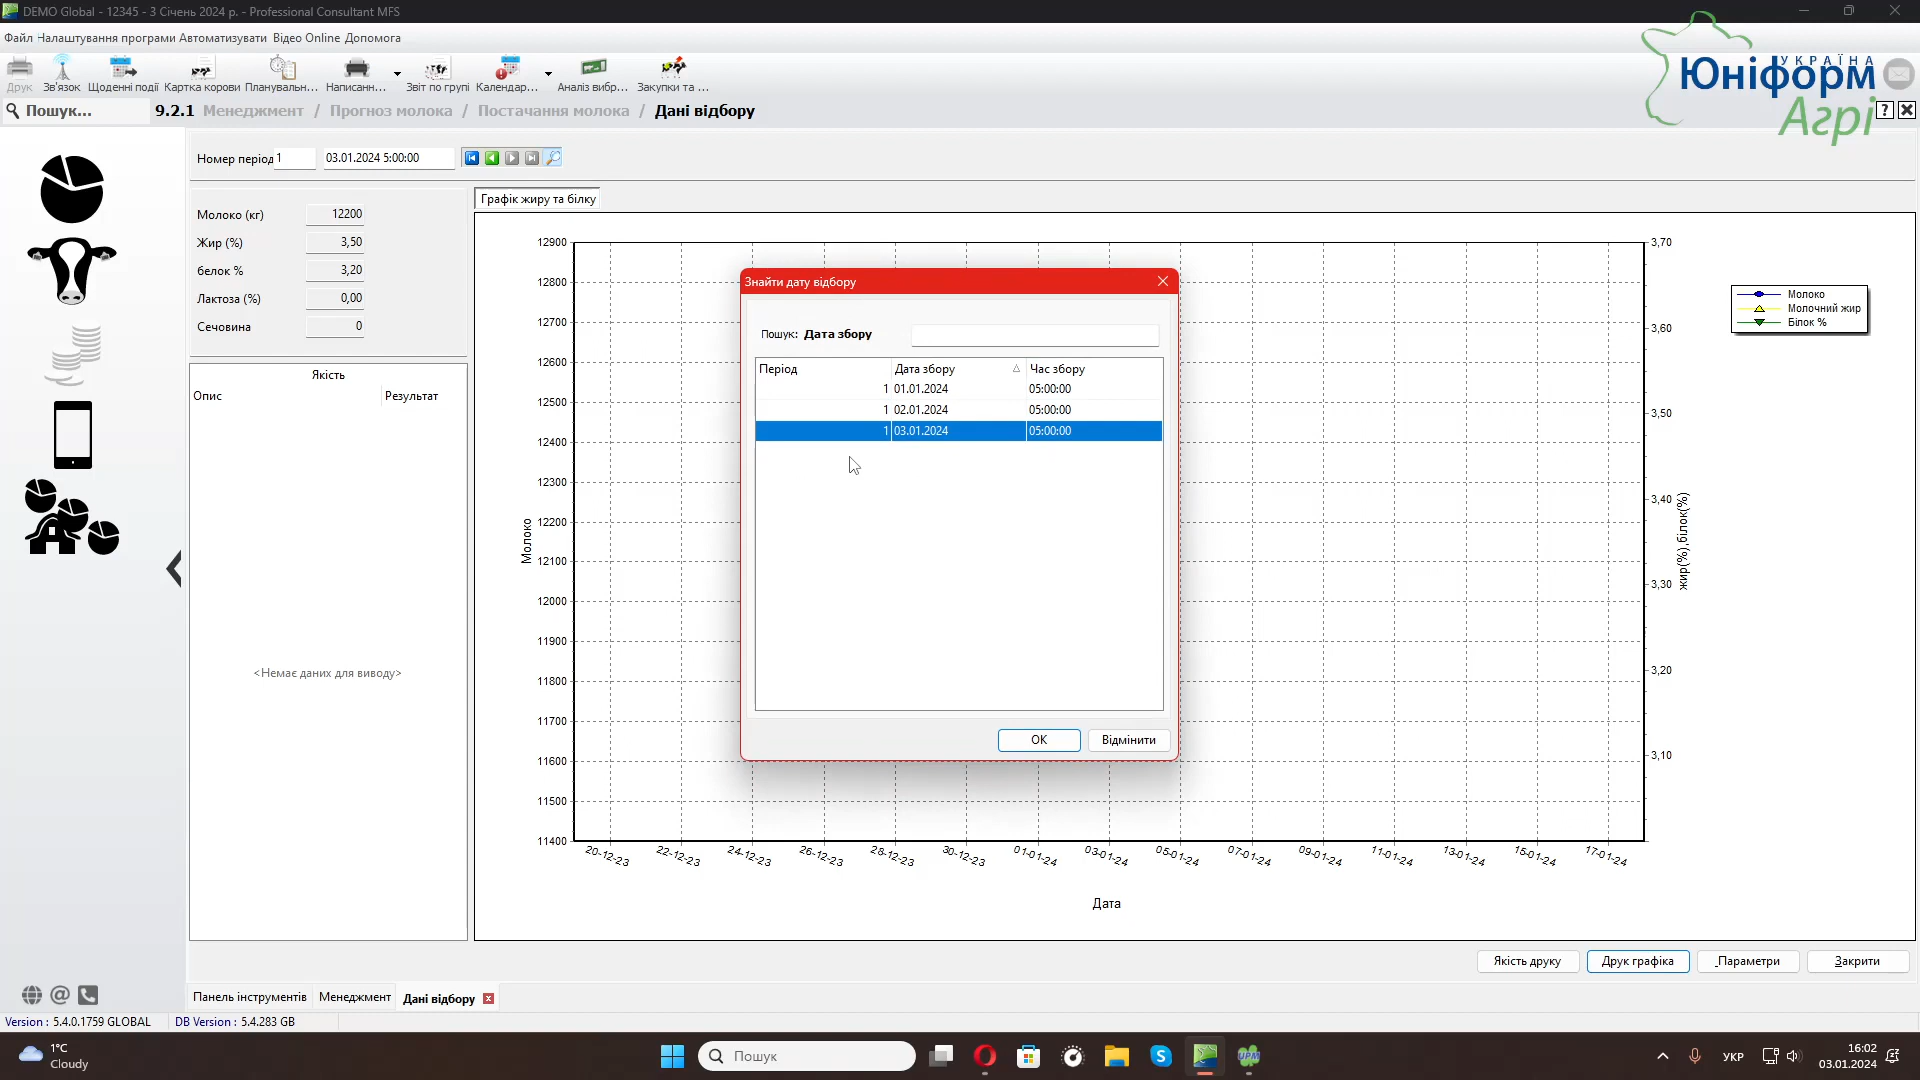 DEMO Global - 12345 - 3 Січень 2024 р. - Professional Consultant MFS
Файл Налаштування програми Автоматизувати Відео Online Допомога
Друк Зв'язок Щоденні події Картка корови Планувальн... Написанн... Звіт по групі Календар... Аналіз вибр... Закупки та ...
УКРАЇНА
Юніформ
Агрі
Пошук... 9.2.1 Менеджмент / Прогноз молока / Постачання молока / Дані відбору
Номер період 1 03.01.2024 5:00:00
Графік жиру та білку
Молоко (кг) 12200
Жир (%) 3,50
белок % 3,20
Лактоза (%) 0,00
Сечовина 0
Якість
Опис Результат
<Немає даних для виводу>
12900
12800
12700
12600
12500
12400
12300
12200
12100
12000
11900
11800
11700
11600
11500
11400
Молоко
20-12-23 22-12-23 24-12-23 26-12-23 28-12-23 30-12-23 01-01-24 03-01-24 05-01-24 07-01-24 09-01-24 11-01-24 13-01-24 15-01-24 17-01-24
Дата
3,70
3,60
3,50
3,40
3,30
3,20
3,10
жир(%),білок(%)
Молоко
Молочний жир
Білок %
Знайти дату відбору
Пошук: Дата збору
Період Дата збору Час збору
1 01.01.2024 05:00:00
1 02.01.2024 05:00:00
1 03.01.2024 05:00:00
OK Відмінити
Якість друку Друк графіка Параметри Закрити
Панель інструментів Менеджмент Дані відбору
Version : 5.4.0.1759 GLOBAL DB Version : 5.4.283 GB
1°C
Cloudy
Пошук
УКР
16:02
03.01.2024